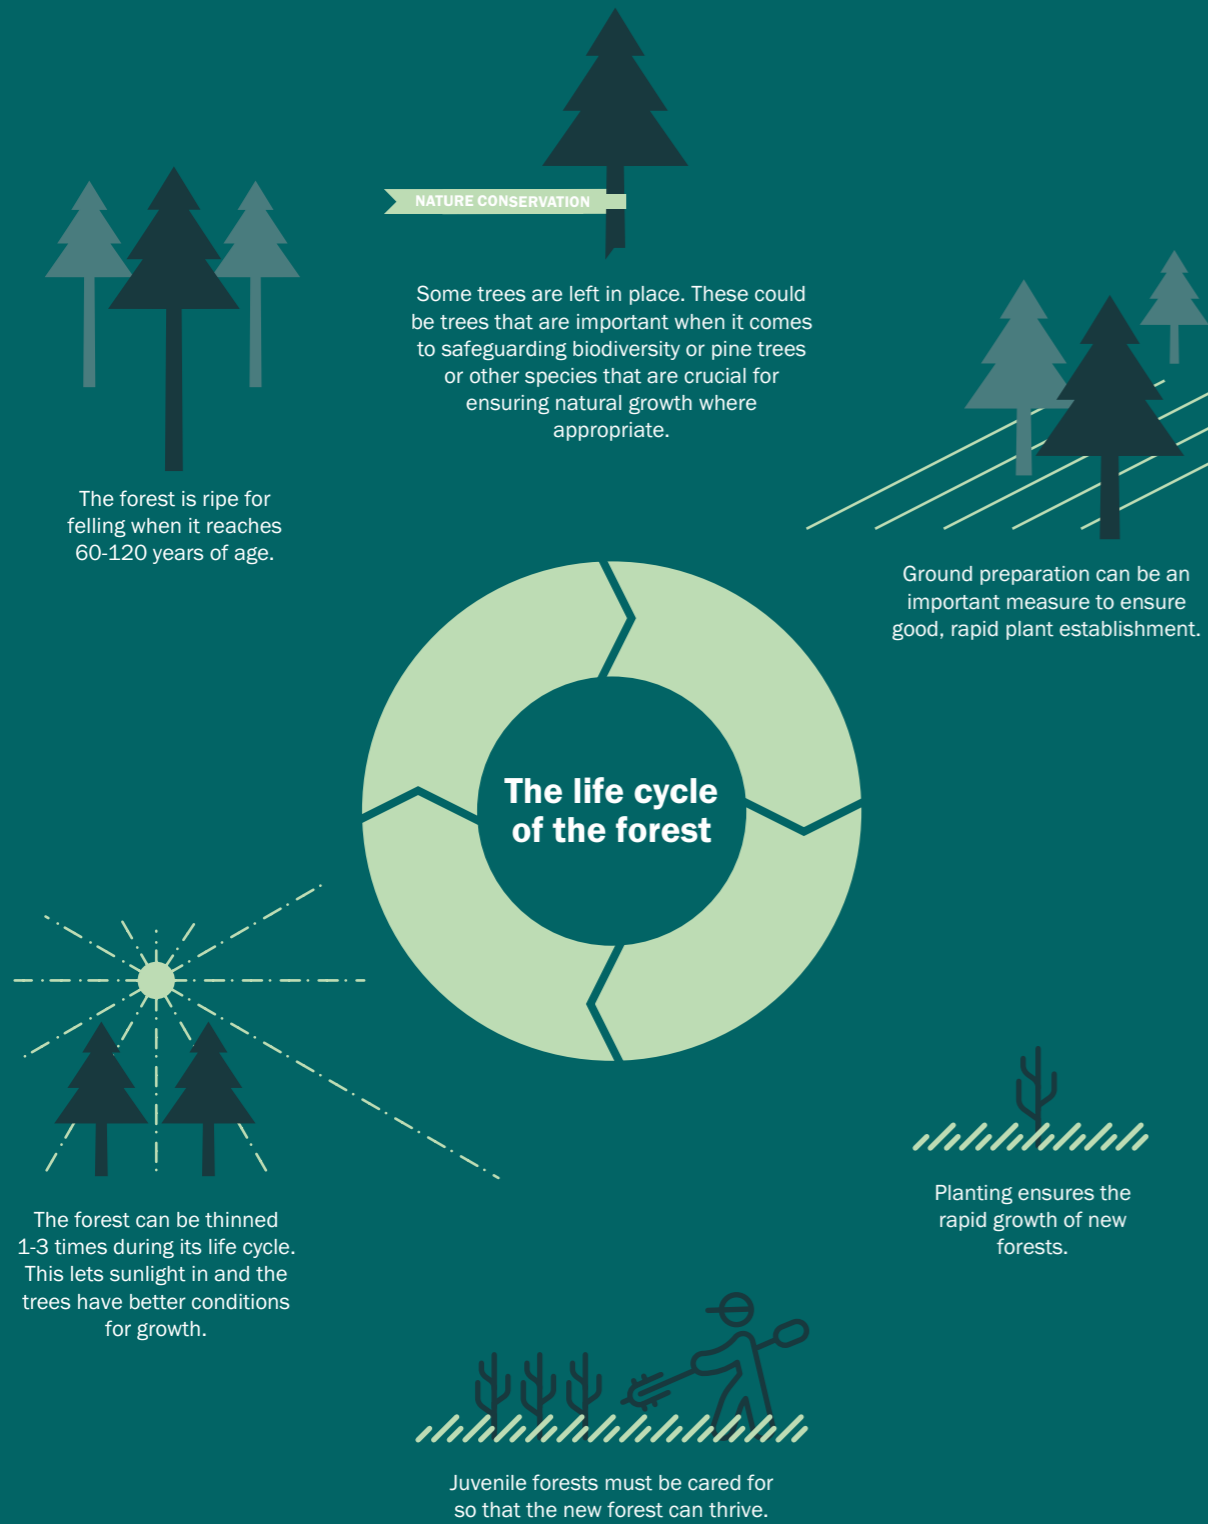 NATURE CONSERVATION
Some trees are left in place. These could
be trees that are important when it comes
to safeguarding biodiversity or pine trees
or other species that are crucial for
ensuring natural growth where
appropriate.
The forest is ripe for
felling when it reaches
60-120 years of age.
Ground preparation can be an
important measure to ensure
good, rapid plant establishment.
The life cycle
of the forest
Planting ensures the
rapid growth of new
forests.
The forest can be thinned
1-3 times during its life cycle.
This lets sunlight in and the
trees have better conditions
for growth.
Juvenile forests must be cared for
so that the new forest can thrive.